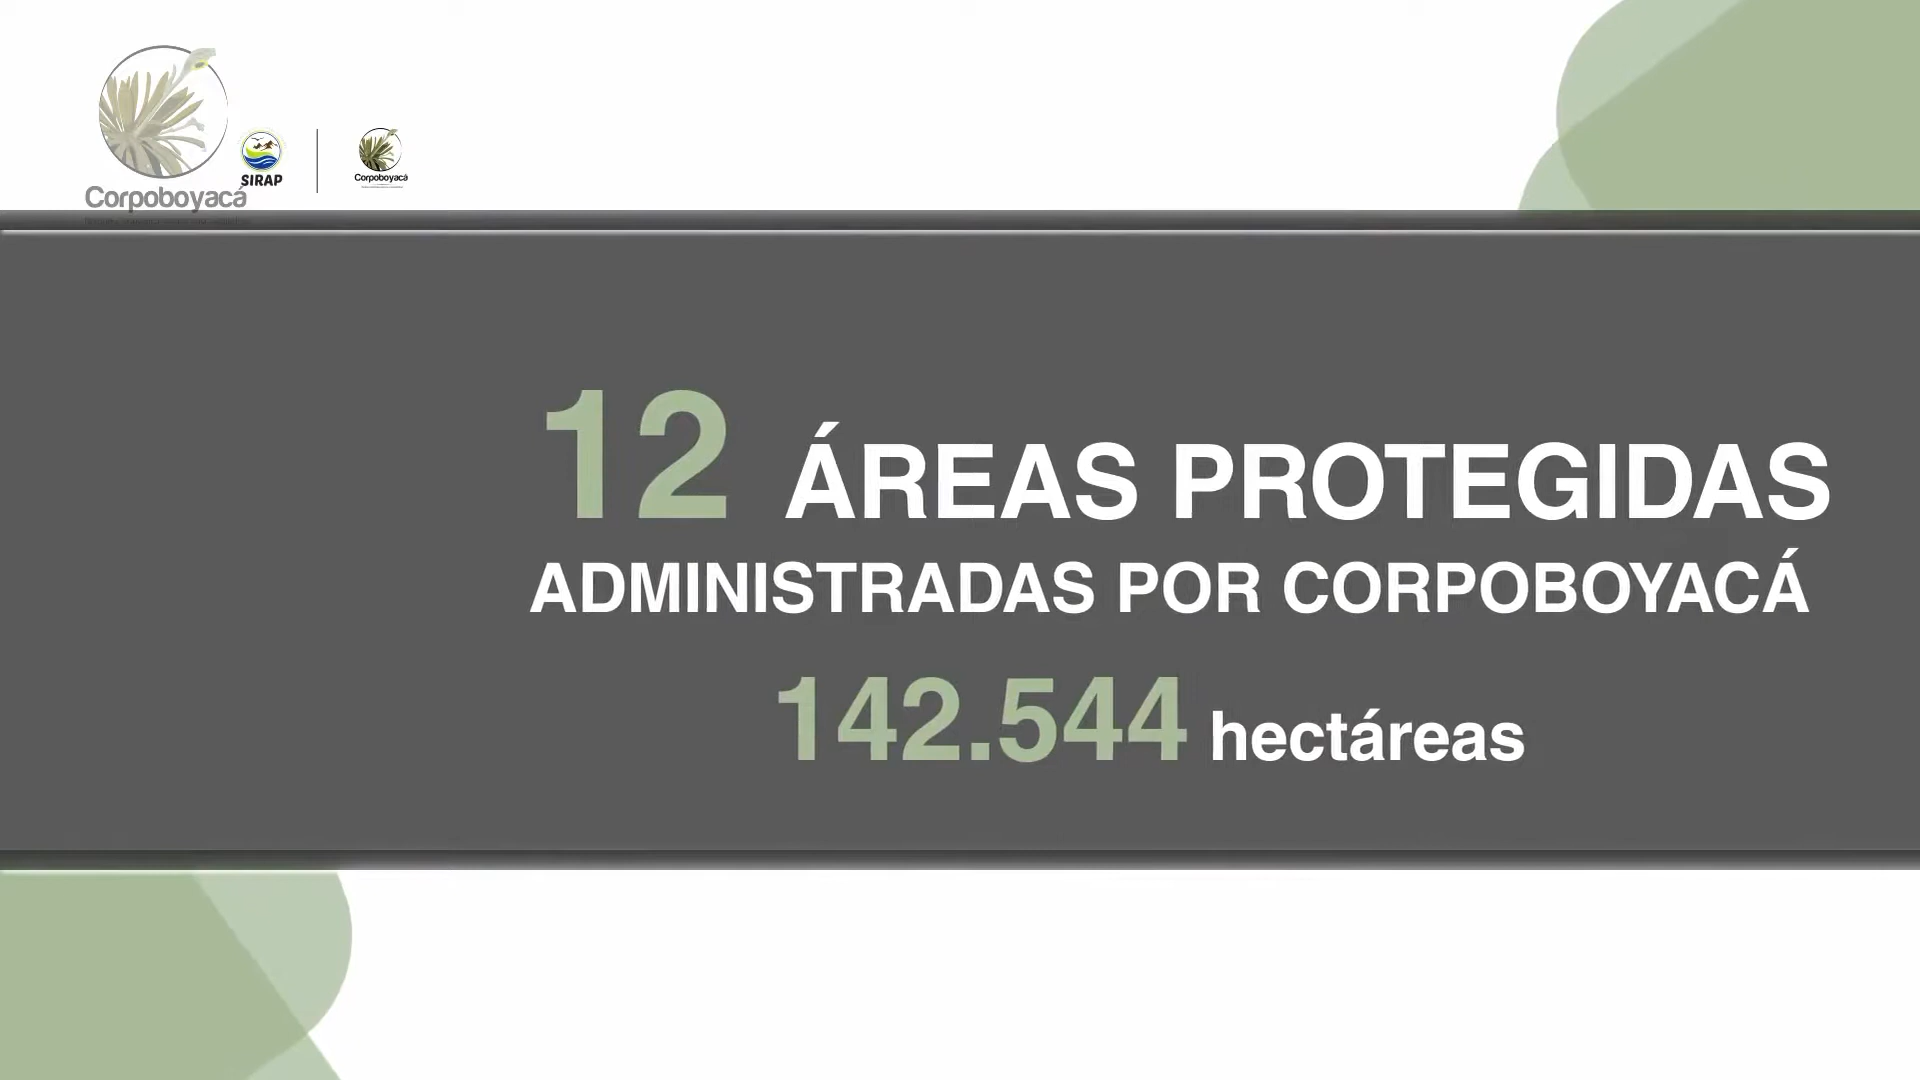 Corpoboyacá
SIRAP
Corpoboyacá
12 ÁREAS PROTEGIDAS
ADMINISTRADAS POR CORPOBOYACÁ
142.544 hectáreas